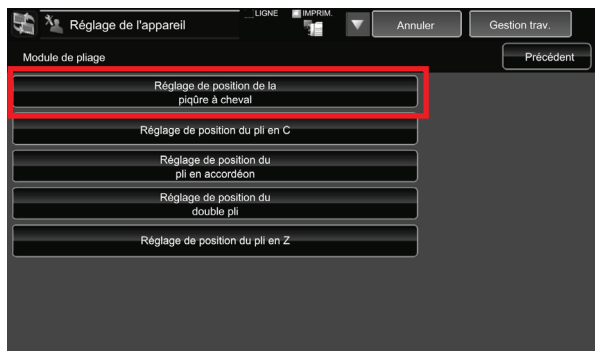 Réglage de l'appareil
LIGNE
IMPRIM.
Annuler
Gestion trav.
Module de pliage
Précédent
Réglage de position de la
piqûre à cheval
Réglage de position du pli en C
Réglage de position du
pli en accordéon
Réglage de position du
double pli
Réglage de position du pli en Z